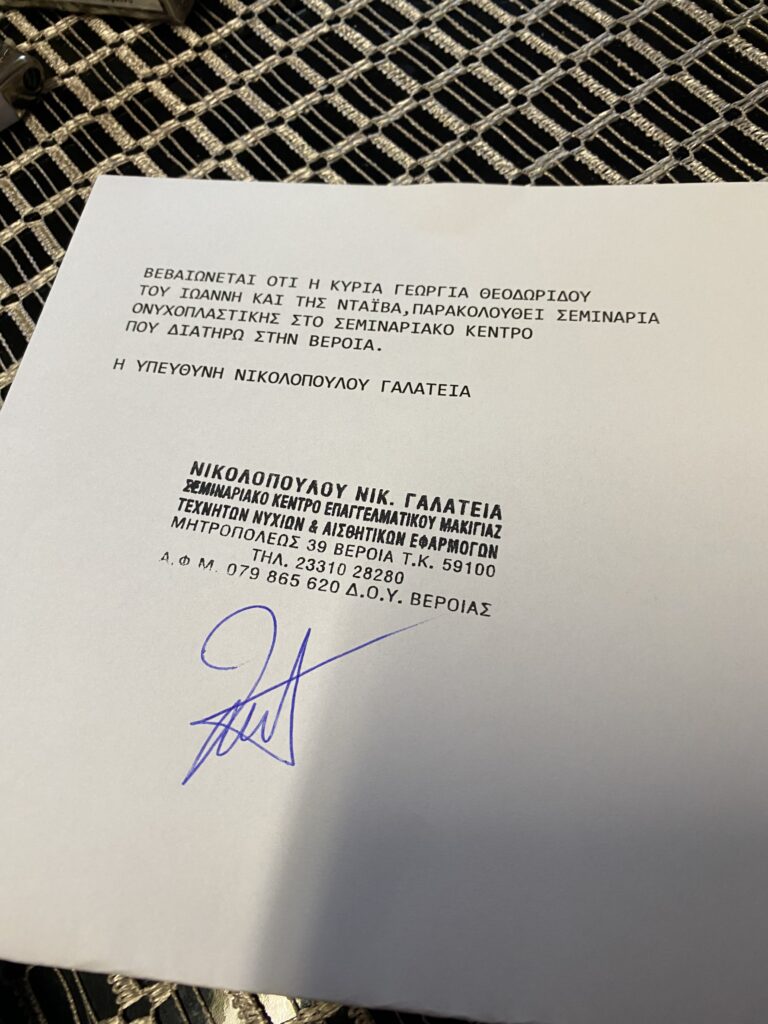 ΒΕΒΑΙΩΝΕΤΑΙ ΟΤΙ Η ΚΥΡΙΑ ΓΕΩΡΓΙΑ ΘΕΟΔΩΡΙΔΟΥ
ΤΟΥ ΙΩΑΝΝΗ ΚΑΙ ΤΗΣ ΝΤΑΪΒΑ,ΠΑΡΑΚΟΛΟΥΘΕΙ ΣΕΜΙΝΑΡΙΑ
ΟΝΥΧΟΠΛΑΣΤΙΚΗΣ ΣΤΟ ΣΕΜΙΝΑΡΙΑΚΟ ΚΕΝΤΡΟ
ΠΟΥ ΔΙΑΤΗΡΩ ΣΤΗΝ ΒΕΡΟΙΑ.
Η ΥΠΕΥΘΥΝΗ ΝΙΚΟΛΟΠΟΥΛΟΥ ΓΑΛΑΤΕΙΑ
ΝΙΚΟΛΟΠΟΥΛΟΥ ΝΙΚ. ΓΑΛΑΤΕΙΑ
ΣΕΜΙΝΑΡΙΑΚΟ ΚΕΝΤΡΟ ΕΠΑΓΓΕΛΜΑΤΙΚΟΥ ΜΑΚΙΓΙΑΖ
ΤΕΧΝΗΤΩΝ ΝΥΧΙΩΝ & ΑΙΣΘΗΤΙΚΩΝ ΕΦΑΡΜΟΓΩΝ
ΜΗΤΡΟΠΟΛΕΩΣ 39 ΒΕΡΟΙΑ Τ.Κ. 59100
ΤΗΛ. 23310 28280
Α.Φ Μ. 079 865 620 Δ.Ο.Υ. ΒΕΡΟΙΑΣ